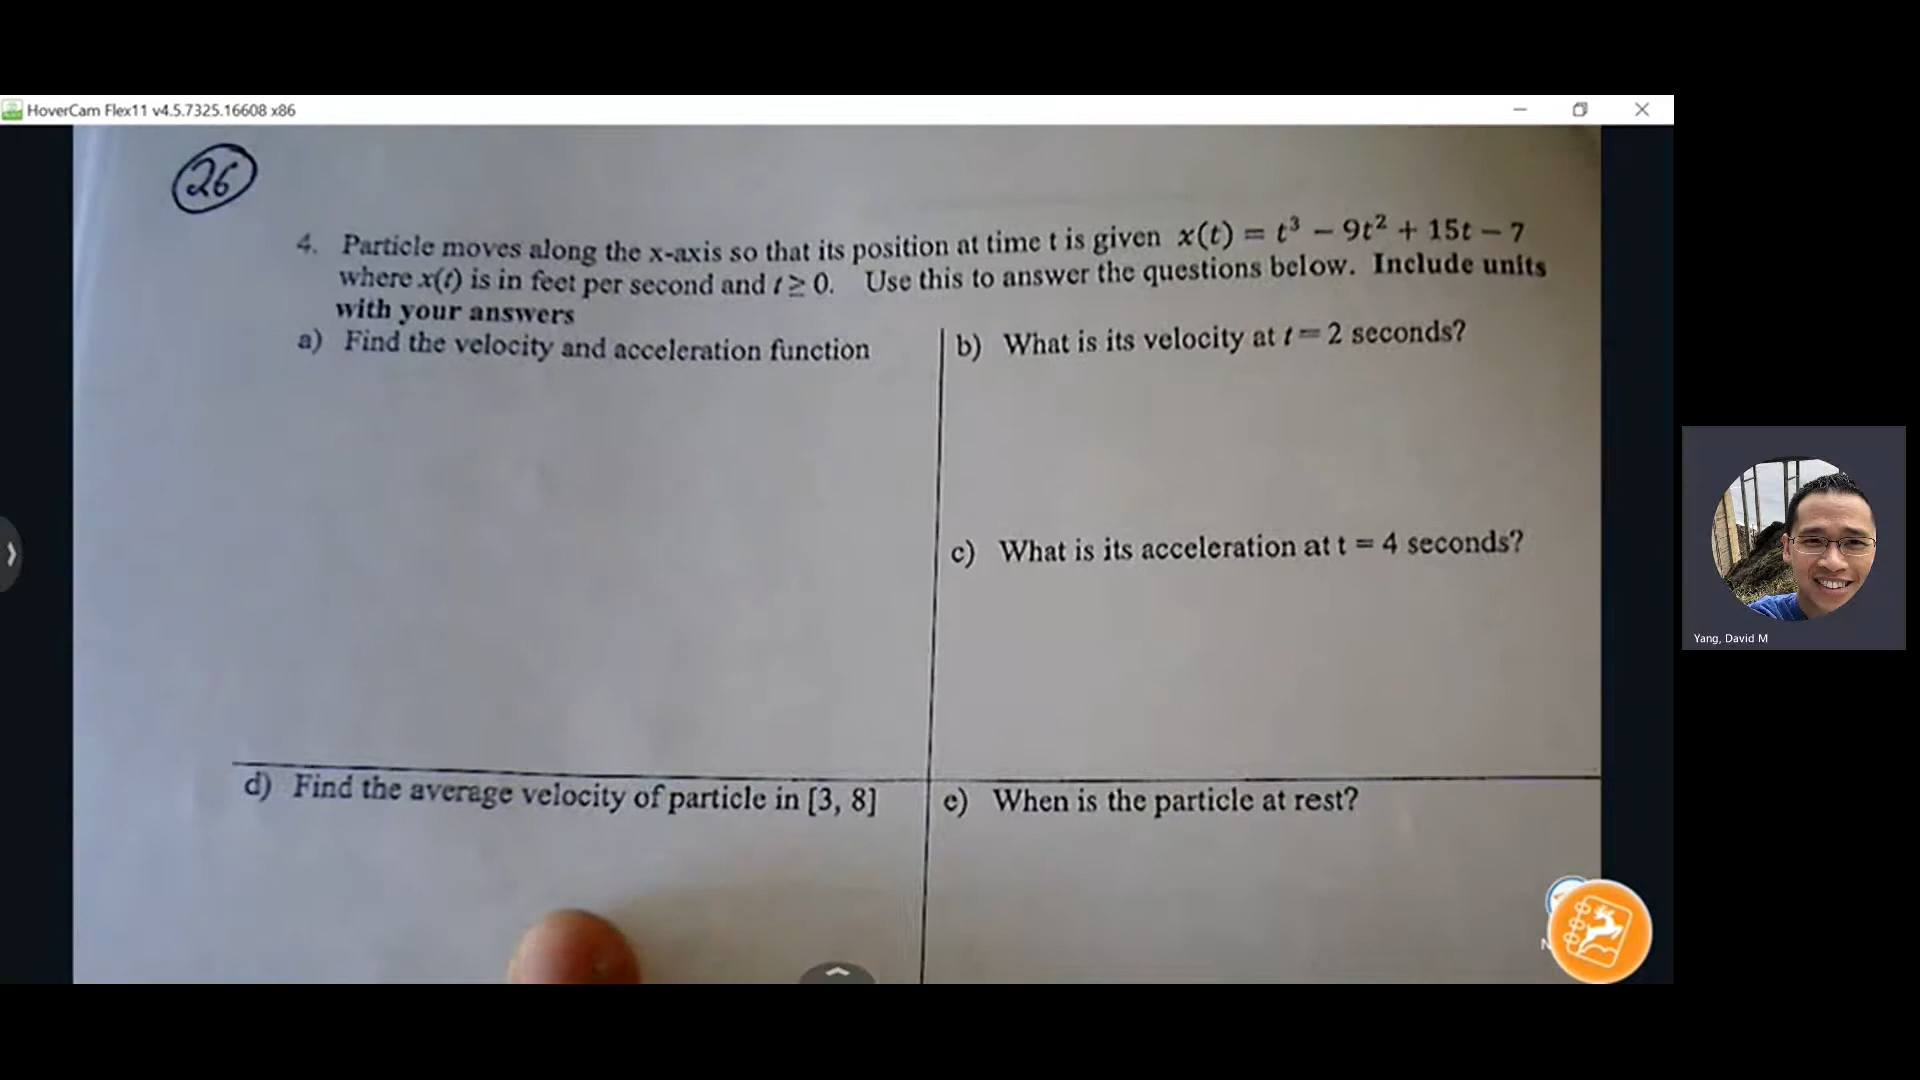 HoverCam Flex11 v4.5.7325.16608 x86
26
4. Particle moves along the x-axis so that its position at time t is given x(t) = t³ − 9t² + 15t − 7
where x(t) is in feet per second and t ≥ 0. Use this to answer the questions below. Include units
with your answers
a) Find the velocity and acceleration function
b) What is its velocity at t = 2 seconds?
c) What is its acceleration at t = 4 seconds?
d) Find the average velocity of particle in [3, 8]
e) When is the particle at rest?
Yang, David M